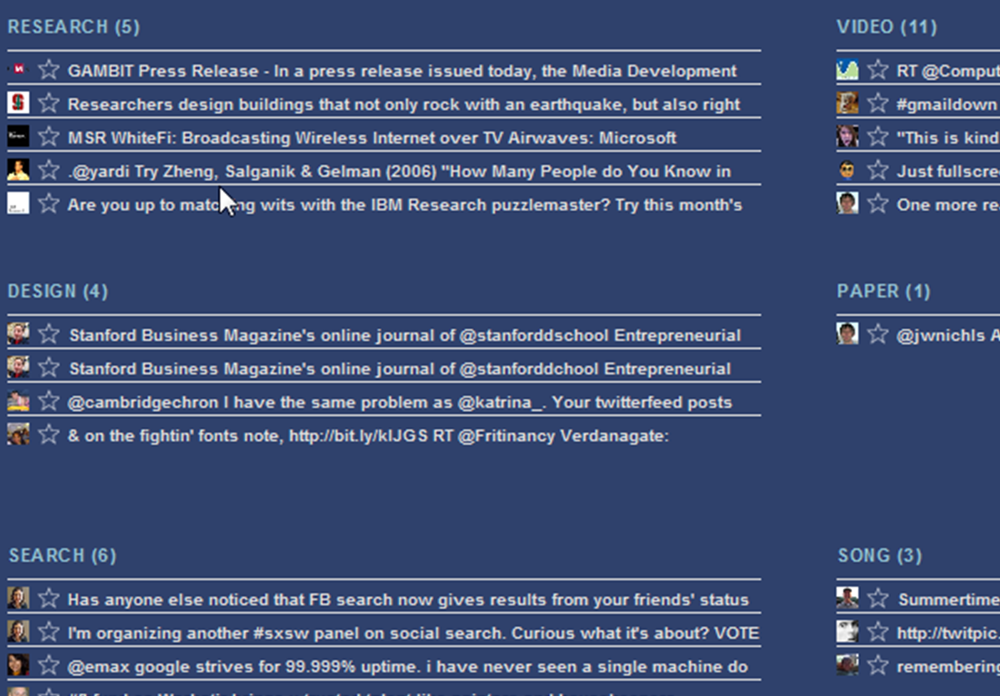 RESEARCH (5)
GAMBIT Press Release - In a press release issued today, the Media Development
Researchers design buildings that not only rock with an earthquake, but also right
MSR WhiteFi: Broadcasting Wireless Internet over TV Airwaves: Microsoft
.@yardi Try Zheng, Salganik & Gelman (2006) "How Many People do You Know in
Are you up to matching wits with the IBM Research puzzlemaster? Try this month's
DESIGN (4)
Stanford Business Magazine's online journal of @stanforddschool Entrepreneurial
Stanford Business Magazine's online journal of @stanforddchool Entrepreneurial
@cambridgechron I have the same problem as @katrina_. Your twitterfeed posts
& on the fightin' fonts note, http://bit.ly/klJGS RT @Fritinancy Verdanagate:
SEARCH (6)
Has anyone else noticed that FB search now gives results from your friends' status
I'm organizing another #sxsw panel on social search. Curious what it's about? VOTE
@emax google strives for 99.999% uptime. i have never seen a single machine do
VIDEO (11)
RT @Comput
#gmaildown
"This is kind
Just fullscre
One more re
PAPER (1)
@jwnichls A
SONG (3)
Summertime
http://twitpic.
remembering